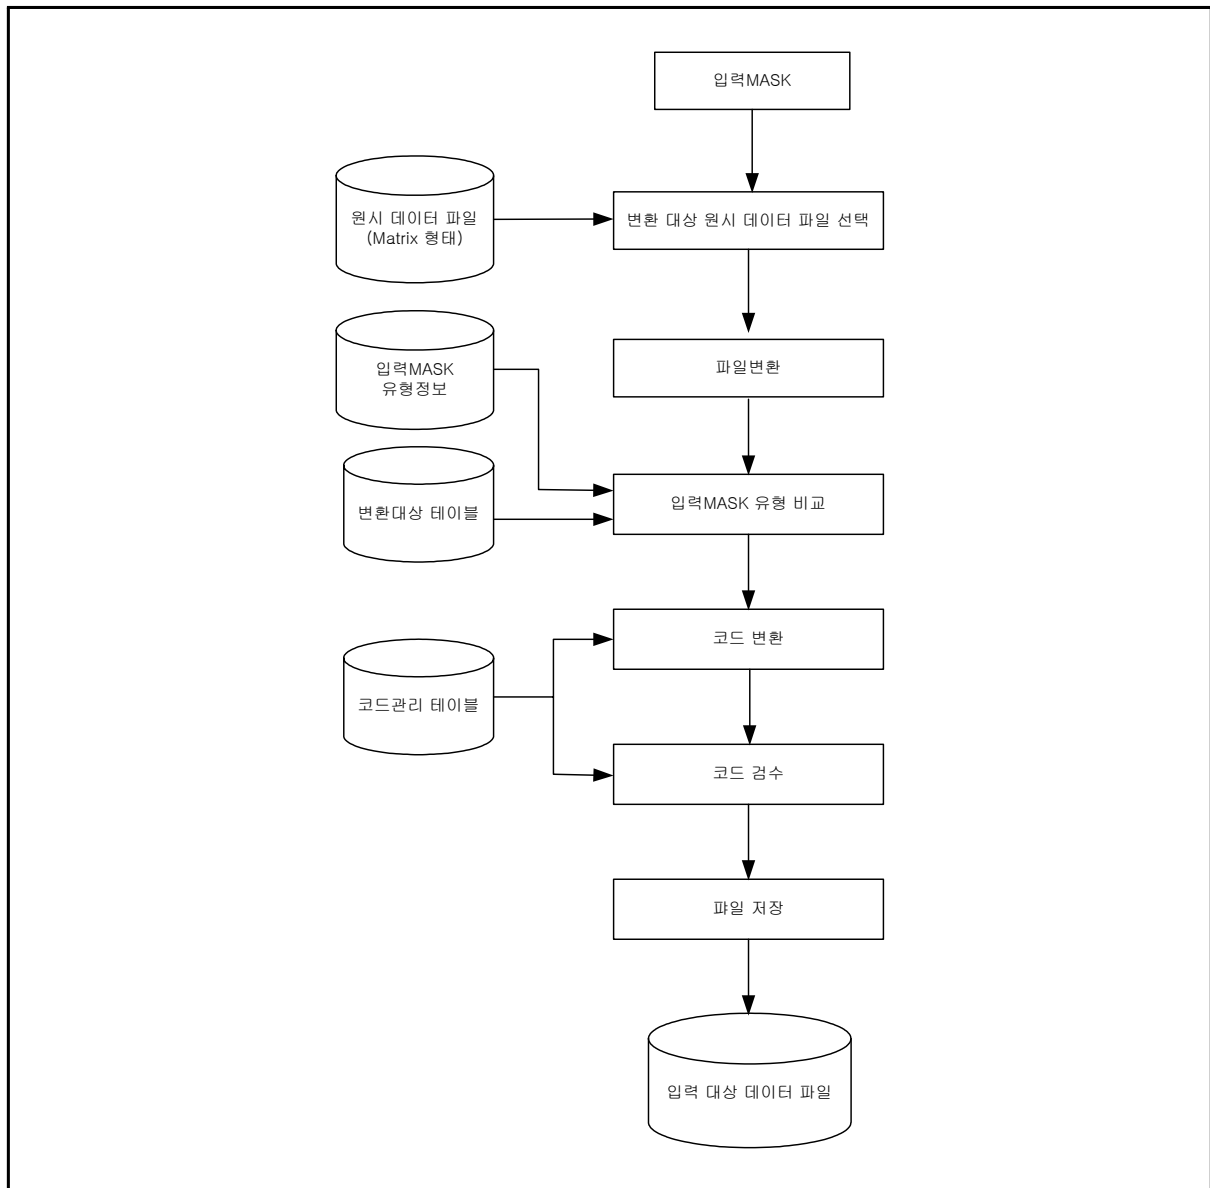 입력MASK
원시 데이터 파일
(Matrix 형태)
변환 대상 원시 데이터 파일 선택
입력MASK
유형정보
파일변환
변환대상 테이블
입력MASK 유형 비교
코드 변환
코드관리 테이블
코드 검수
퍄일 저장
입력 대상 데이터 파일